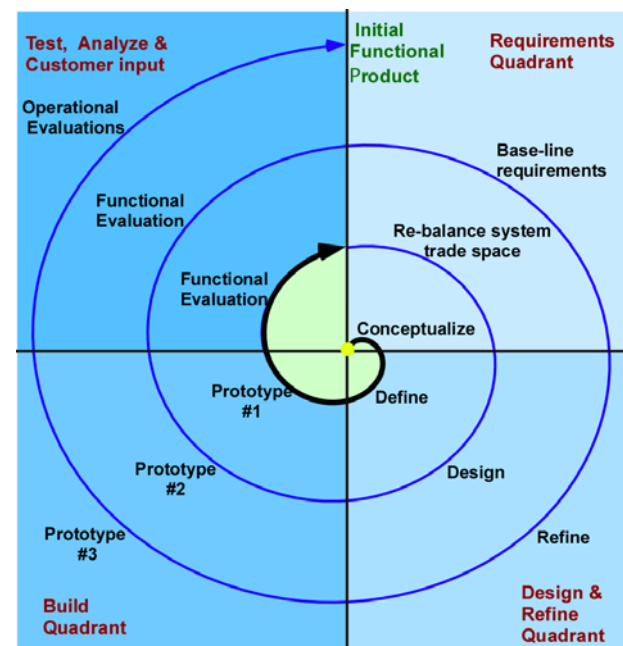 Test, Analyze &
Customer input
Initial
Functional
Product
Requirements
Quadrant
Operational
Evaluations
Base-line
requirements
Functional
Evaluation
Re-balance system
trade space
Functional
Evaluation
Conceptualize
Prototype
#1
Define
Prototype
#2
Design
Prototype
#3
Refine
Build
Quadrant
Design &
Refine
Quadrant